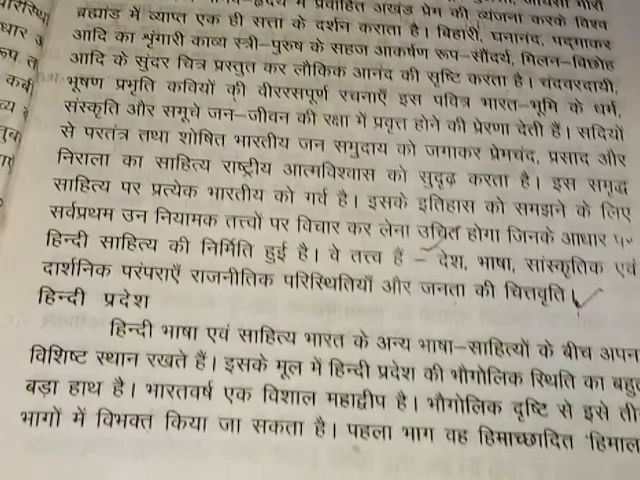 ब्रह्मांड में व्याप्त एक ही सत्ता के दर्शन कराता है। बिहारी, घनानंद, पद्माकर
आदि का श्रृंगारी काव्य स्त्री-पुरुष के सहज आकर्षण रूप-सौंदर्य, मिलन-विछोह
आदि के सुंदर चित्र प्रस्तुत कर लौकिक आनंद की सृष्टि करता है। चंदवरदायी,
भूषण प्रभृति कवियों की वीररसपूर्ण रचनाएँ इस पवित्र भारत-भूमि के धर्म,
संस्कृति और समूचे जन-जीवन की रक्षा में प्रवृत्त होने की प्रेरणा देती हैं। सदियों
से परतंत्र तथा शोषित भारतीय जन समुदाय को जगाकर प्रेमचंद, प्रसाद और
निराला का साहित्य राष्ट्रीय आत्मविश्वास को सुदृढ़ करता है। इस समृद्ध
साहित्य पर प्रत्येक भारतीय को गर्व है। इसके इतिहास को समझने के लिए
सर्वप्रथम उन नियामक तत्त्वों पर विचार कर लेना उचित होगा जिनके आधार
हिन्दी साहित्य की निर्मिति हुई है। वे तत्त्व हैं – देश, भाषा, सांस्कृतिक एवं
दार्शनिक परंपराएँ राजनीतिक परिस्थितियाँ और जनता की चित्तवृति।
हिन्दी प्रदेश
हिन्दी भाषा एवं साहित्य भारत के अन्य भाषा-साहित्यों के बीच अपन
विशिष्ट स्थान रखते हैं। इसके मूल में हिन्दी प्रदेश की भौगोलिक स्थिति का बहुत
बड़ा हाथ है। भारतवर्ष एक विशाल महाद्वीप है। भौगोलिक दृष्टि से इसे ती
भागों में विभक्त किया जा सकता है। पहला भाग वह हिमाच्छादित 'हिमाल